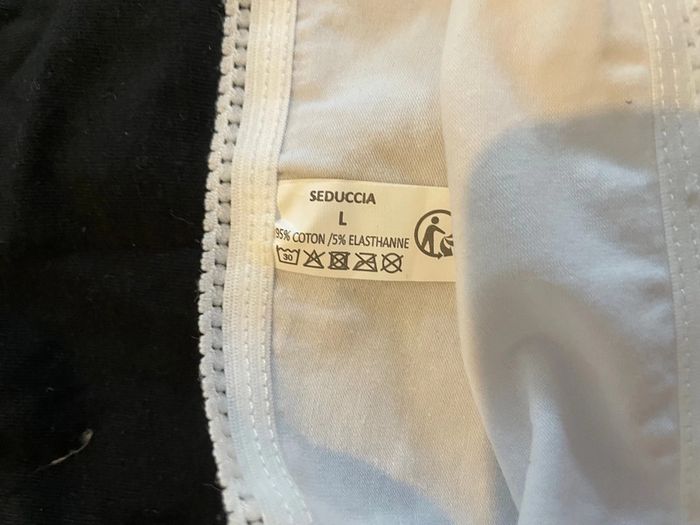 SEDUCCIA
L
95% COTON /5% ELASTHANNE
30